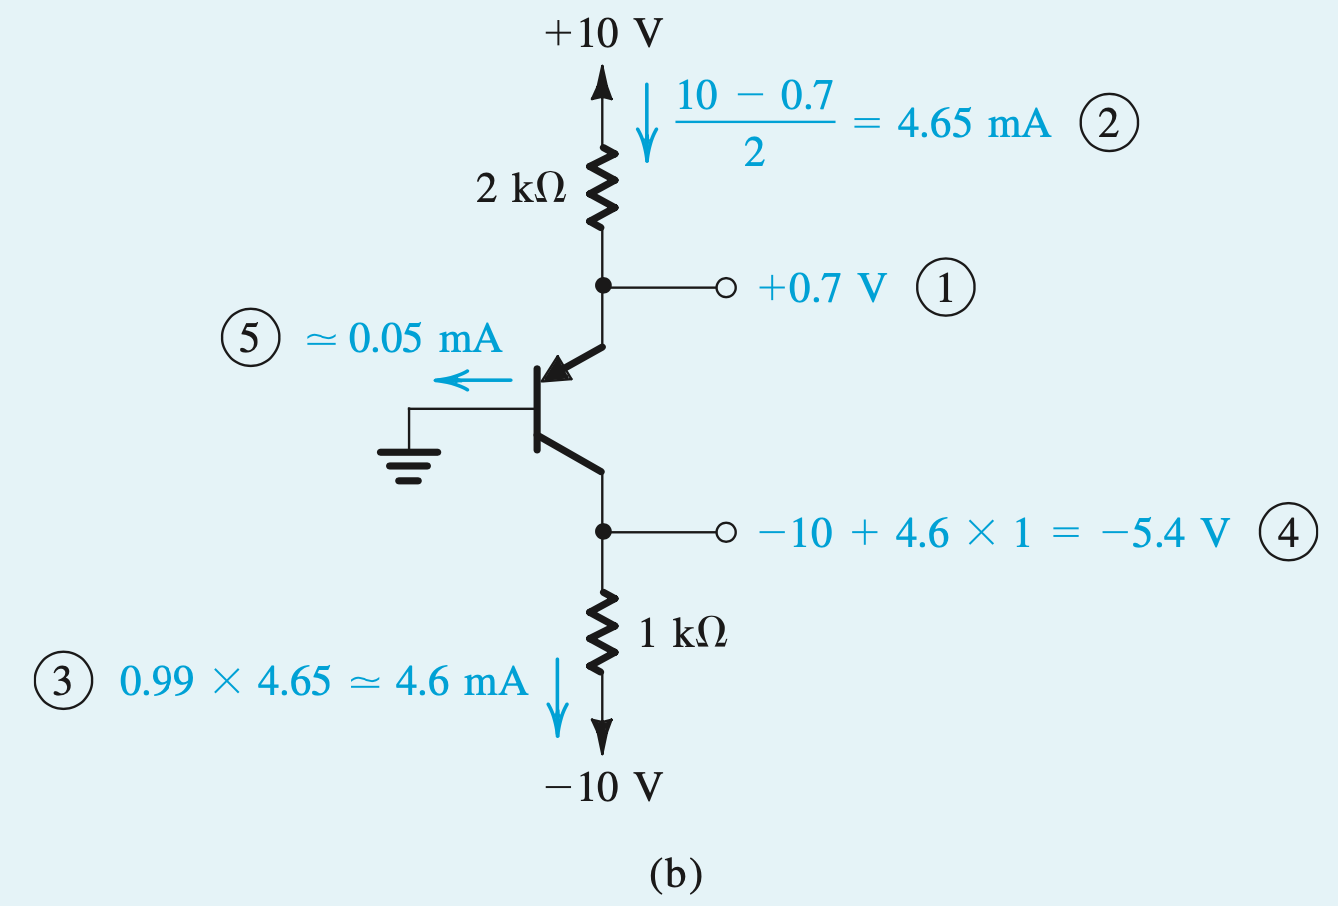 +10 V
10 − 0.7
2
= 4.65 mA ②
2 kΩ
+0.7 V ①
⑤ ≃ 0.05 mA
−10 + 4.6 × 1 = −5.4 V ④
1 kΩ
③ 0.99 × 4.65 ≃ 4.6 mA
−10 V
(b)